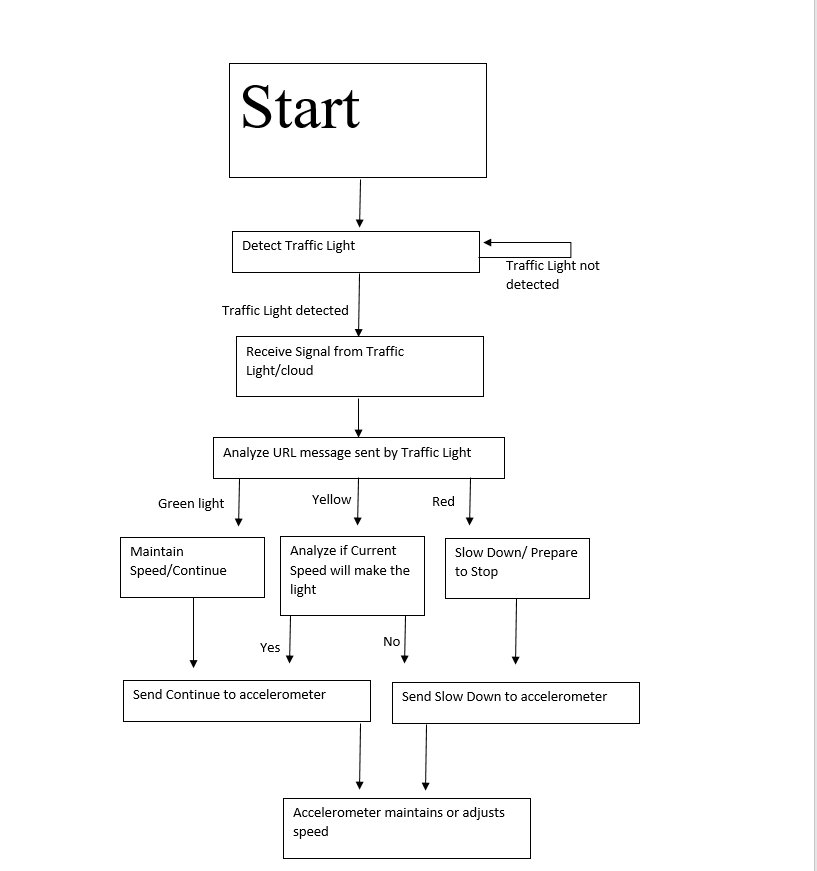 Start
Detect Traffic Light
Traffic Light not
detected
Traffic Light detected
Receive Signal from Traffic
Light/cloud
Analyze URL message sent by Traffic Light
Green light
Yellow
Red
Maintain
Speed/Continue
Analyze if Current
Speed will make the
light
Slow Down/ Prepare
to Stop
Yes
No
Send Continue to accelerometer
Send Slow Down to accelerometer
Accelerometer maintains or adjusts
speed